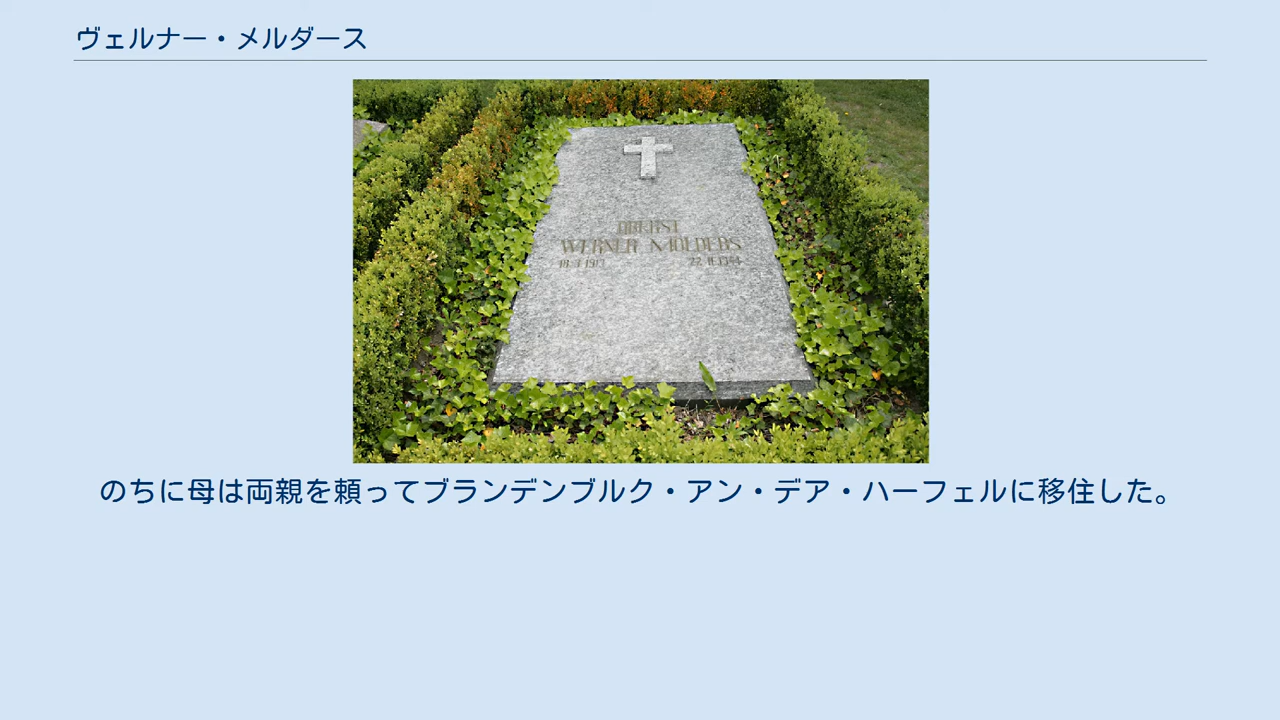 ヴェルナー・メルダース
OBERST
WERNER MÖLDERS
のちに母は両親を頼ってブランデンブルク・アン・デア・ハーフェルに移住した。